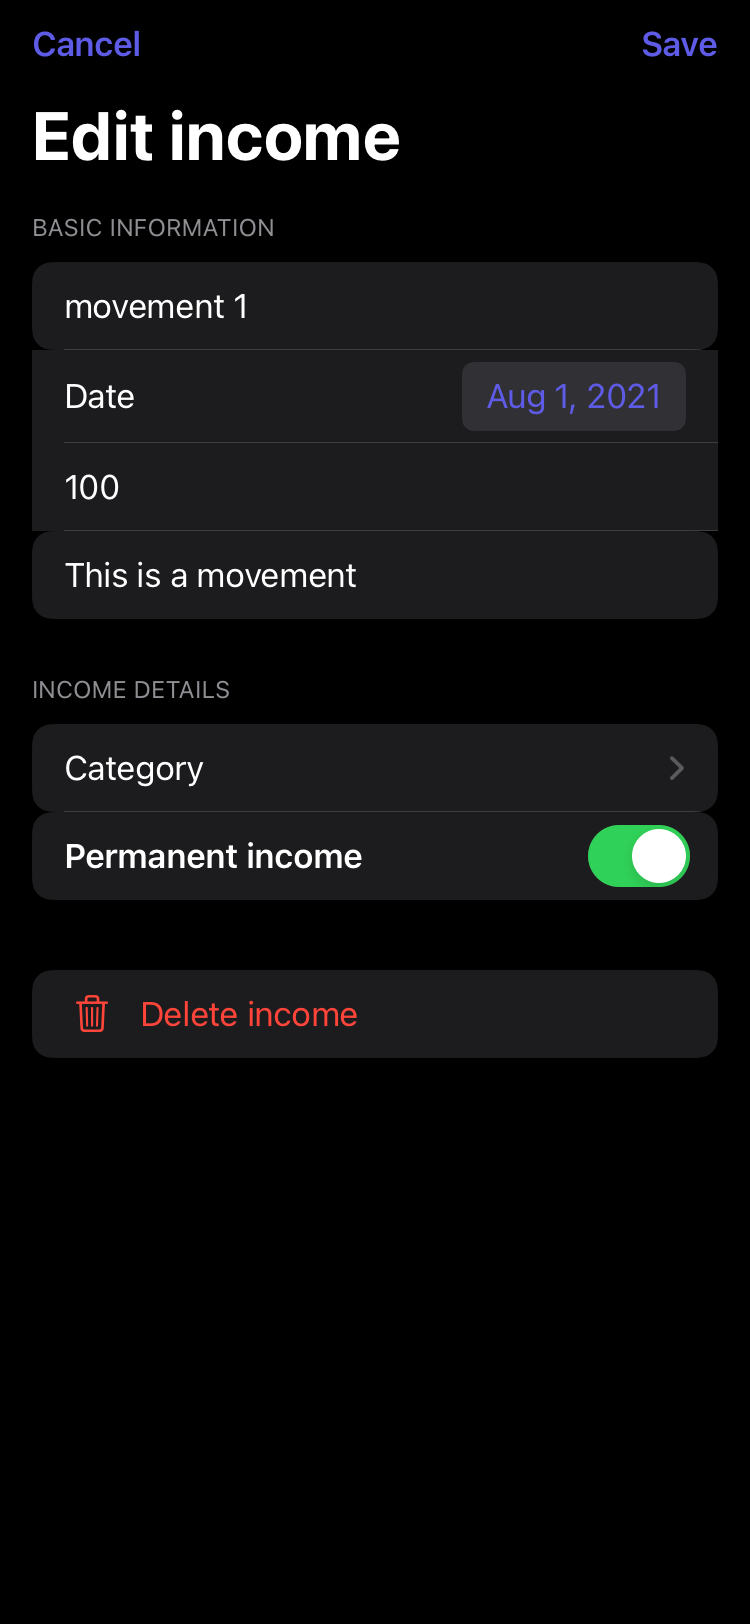 Cancel
Save
Edit income
BASIC INFORMATION
movement 1
Date
Aug 1, 2021
100
This is a movement
INCOME DETAILS
Category
Permanent income
Delete income